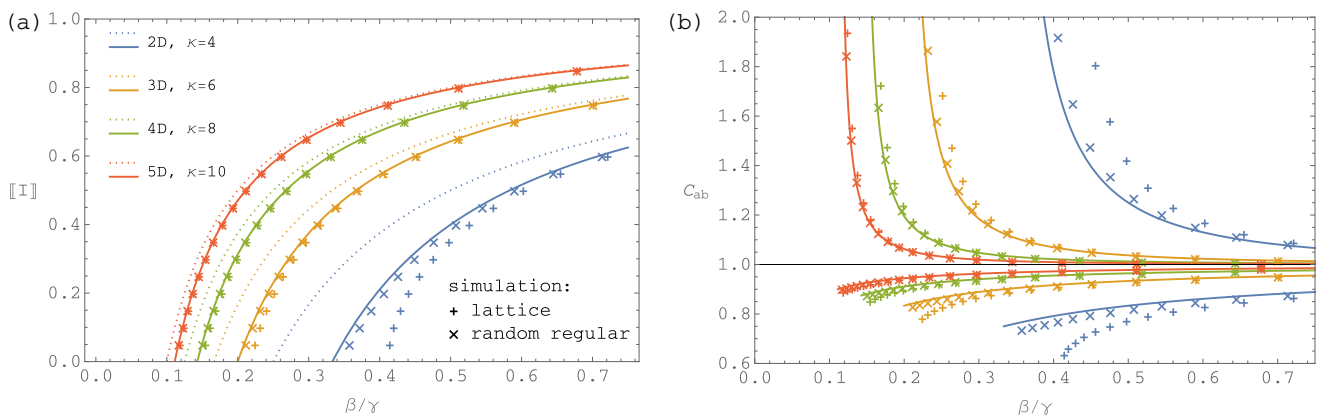 (a)
2D, κ=4
3D, κ=6
4D, κ=8
5D, κ=10
simulation:
+ lattice
× random regular
⟦I⟧
1.0
0.8
0.6
0.4
0.2
0.0
0.0 0.1 0.2 0.3 0.4 0.5 0.6 0.7
β/γ
(b)
C_ab
2.0
1.8
1.6
1.4
1.2
1.0
0.8
0.6
0.0 0.1 0.2 0.3 0.4 0.5 0.6 0.7
β/γ